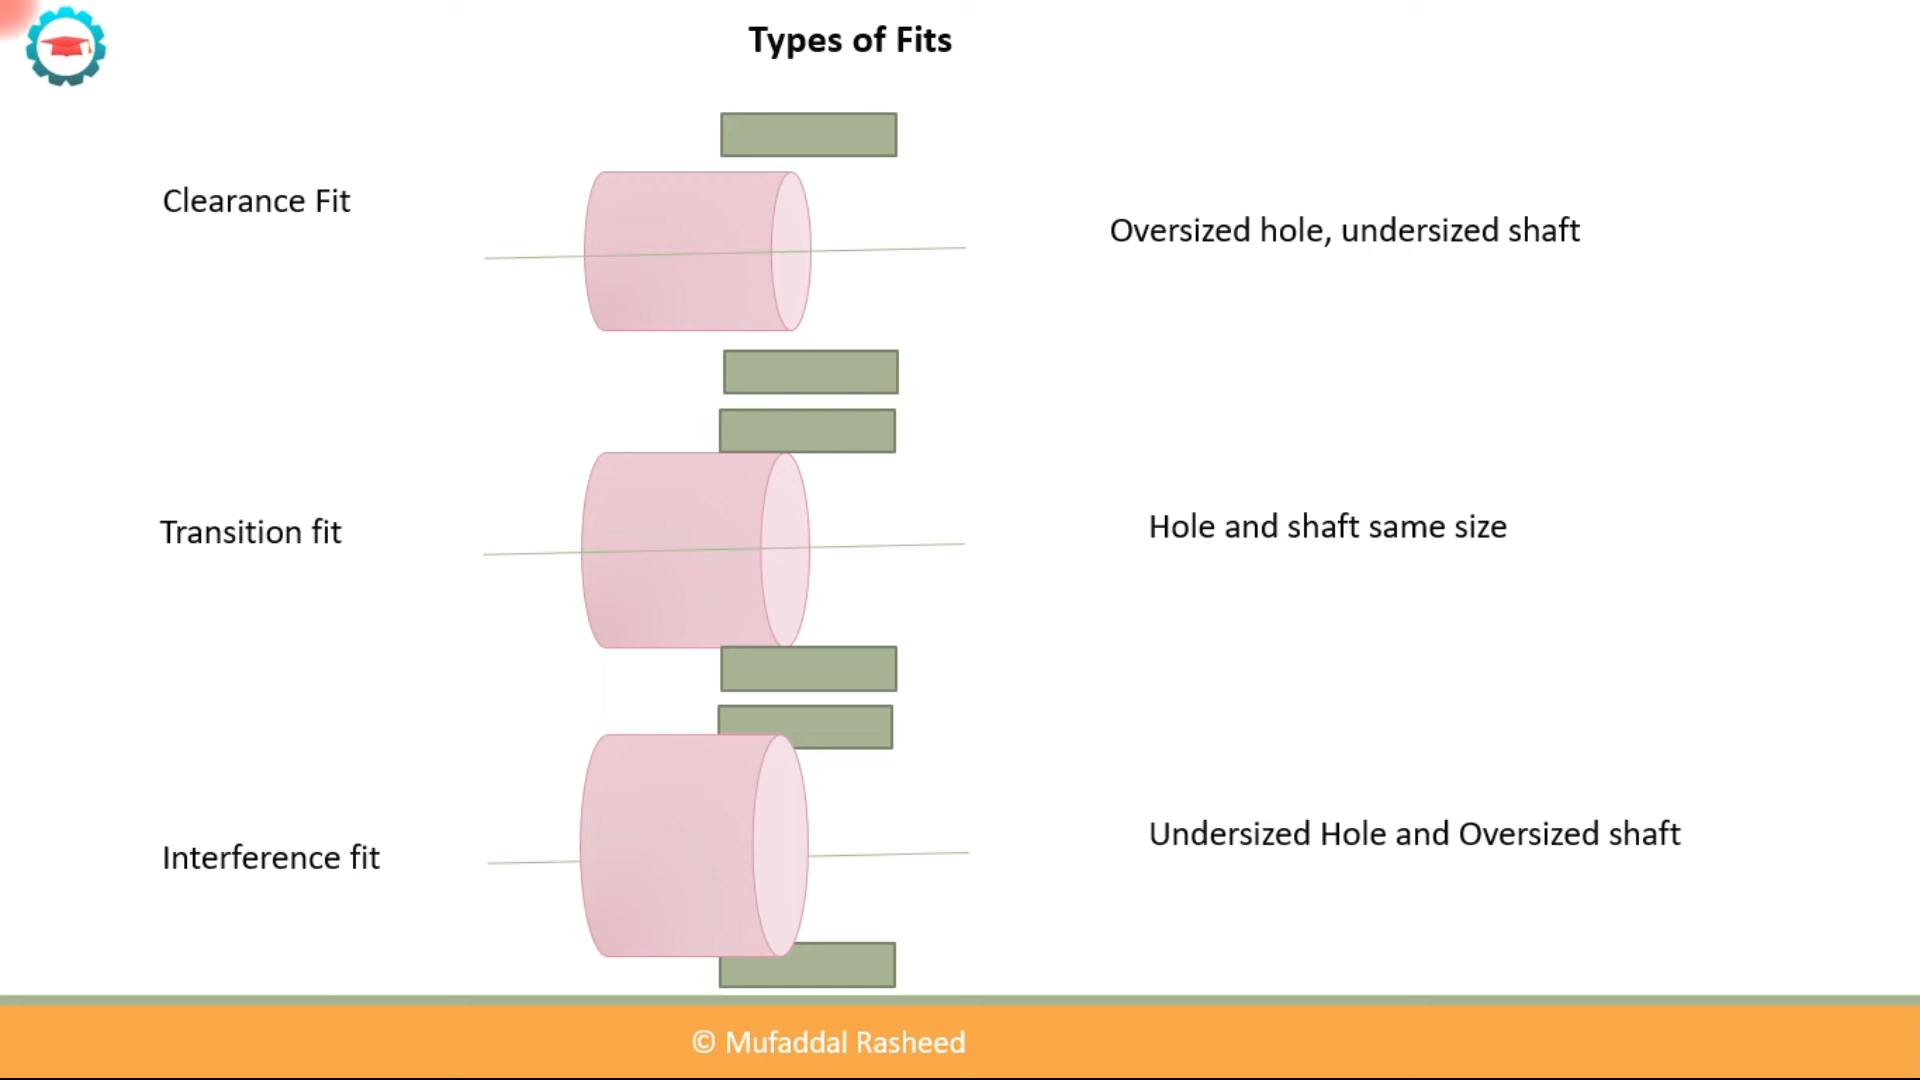 Types of Fits
Clearance Fit
Oversized hole, undersized shaft
Transition fit
Hole and shaft same size
Interference fit
Undersized Hole and Oversized shaft
© Mufaddal Rasheed